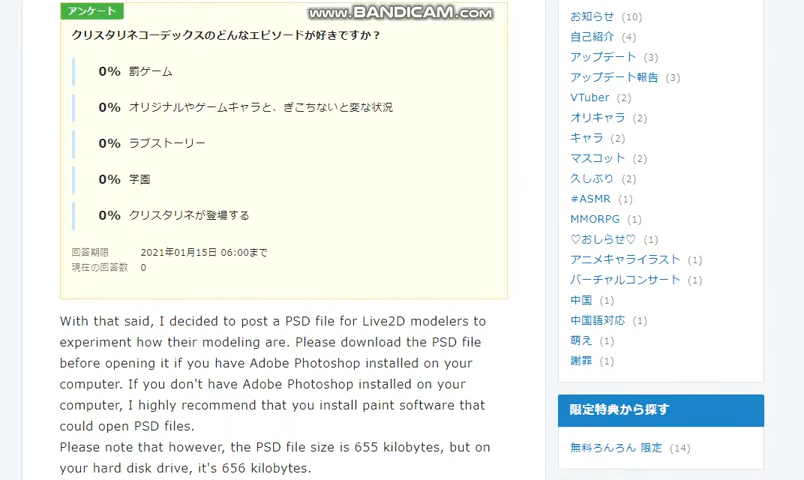 www.BANDICAM.com
アンケート
クリスタリネコーデックスのどんなエピソードが好きですか？
0% 罰ゲーム
0% オリジナルやゲームキャラと、ぎこちないと変な状況
0% ラブストーリー
0% 学園
0% クリスタリネが登場する
回答期限 2021年01月15日 06:00まで
現在の回答数 0
With that said, I decided to post a PSD file for Live2D modelers to
experiment how their modeling are. Please download the PSD file
before opening it if you have Adobe Photoshop installed on your
computer. If you don't have Adobe Photoshop installed on your
computer, I highly recommend that you install paint software that
could open PSD files.
Please note that however, the PSD file size is 655 kilobytes, but on
your hard disk drive, it's 656 kilobytes.
お知らせ (10)
自己紹介 (4)
アップデート (3)
アップデート報告 (3)
VTuber (2)
オリキャラ (2)
キャラ (2)
マスコット (2)
久しぶり (2)
#ASMR (1)
MMORPG (1)
♡おしらせ♡ (1)
アニメキャライラスト (1)
バーチャルコンサート (1)
中国 (1)
中国語対応 (1)
萌え (1)
謝罪 (1)
限定特典から探す
無料ろんろん 限定 (14)